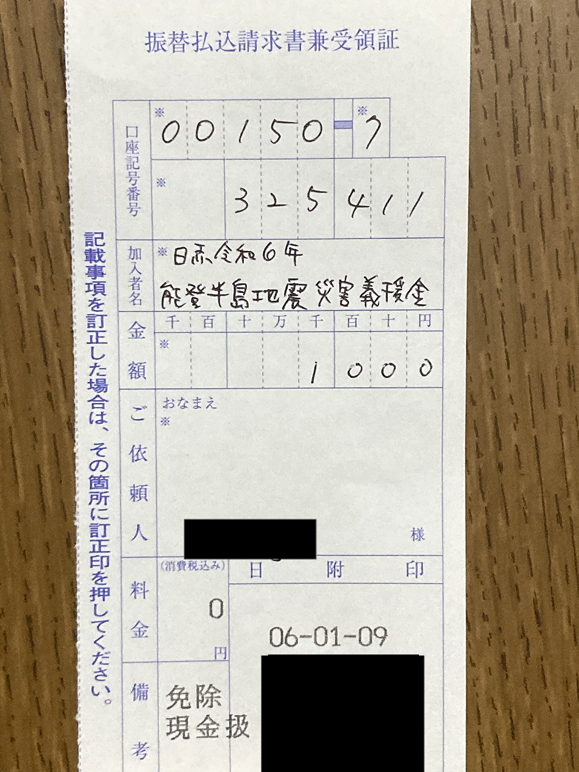 振替払込請求書兼受領証
口座記号番号
※ ※
00150-7
※
325411
加入者名
※日赤令和6年
能登半島地震災害義援金
金額
千 百 十 万 千 百 十 円
※
1000
ご依頼人
おなまえ
※
様
料金
(消費税込み)
0
円
日附印
06-01-09
備考
免除
現金扱
記載事項を訂正した場合は、その箇所に訂正印を押してください。